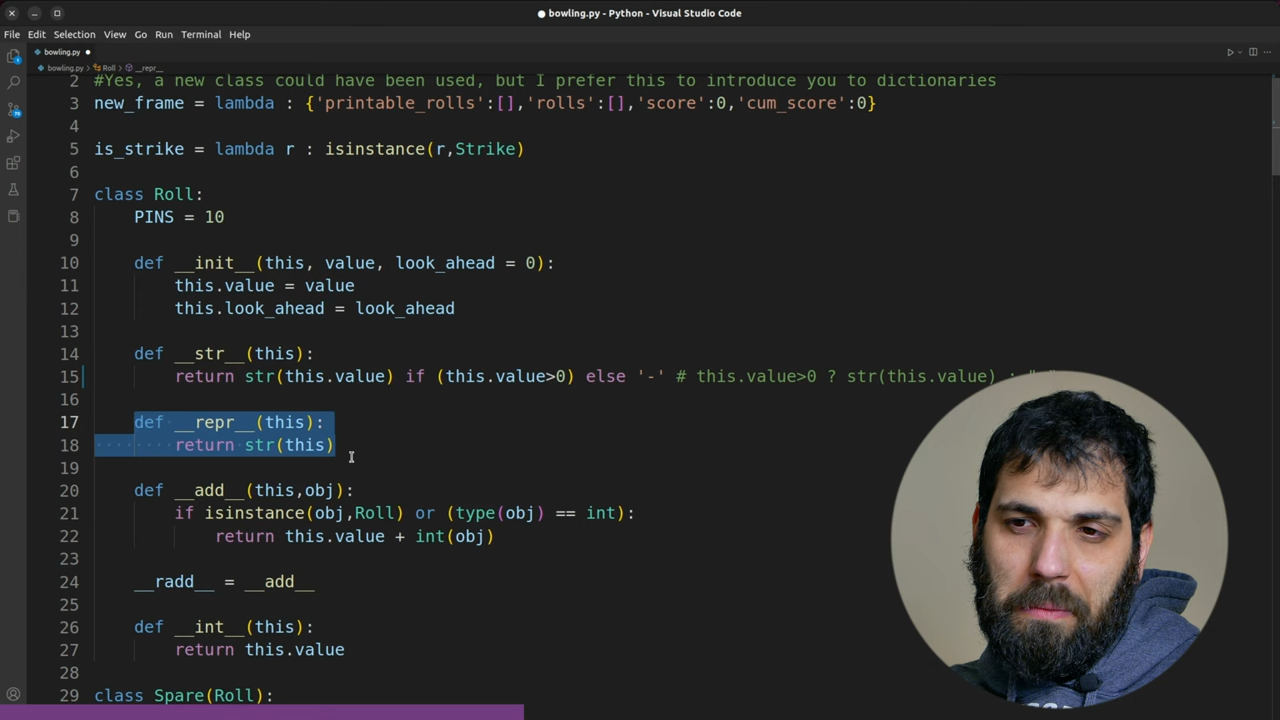 bowling.py - Python - Visual Studio Code
File Edit Selection View Go Run Terminal Help
bowling.py
bowling.py > Roll > __repr__
2 #Yes, a new class could have been used, but I prefer this to introduce you to dictionaries
3 new_frame = lambda : {'printable_rolls':[],'rolls':[],'score':0,'cum_score':0}
4
5 is_strike = lambda r : isinstance(r,Strike)
6
7 class Roll:
8 PINS = 10
9
10 def __init__(this, value, look_ahead = 0):
11 this.value = value
12 this.look_ahead = look_ahead
13
14 def __str__(this):
15 return str(this.value) if (this.value>0) else '-' # this.value>0 ? str(this.value) :
16
17 def __repr__(this):
18 return str(this)
19
20 def __add__(this,obj):
21 if isinstance(obj,Roll) or (type(obj) == int):
22 return this.value + int(obj)
23
24 __radd__ = __add__
25
26 def __int__(this):
27 return this.value
28
29 class Spare(Roll):